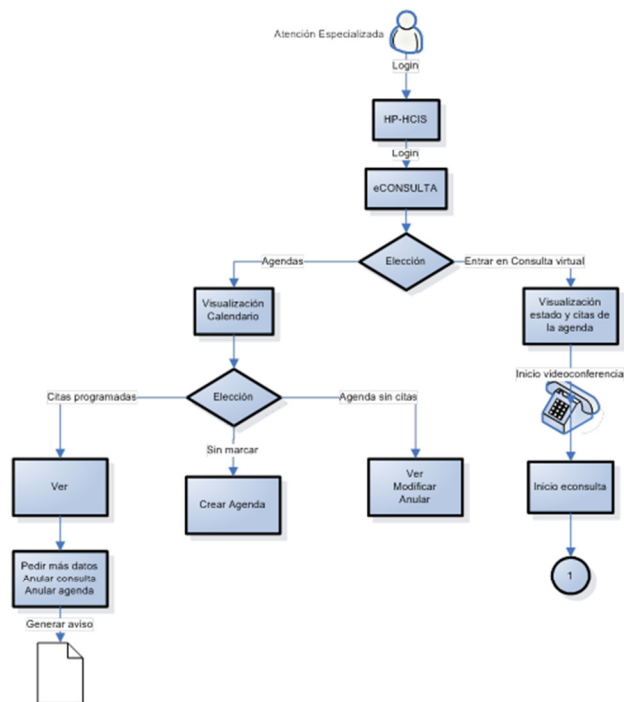 Atención Especializada
Login
HP-HCIS
Login
eCONSULTA
Elección
Agendas
Entrar en Consulta virtual
Visualización
Calendario
Visualización
estado y citas de
la agenda
Inicio videoconferencia
Elección
Citas programadas
Agenda sin citas
Sin marcar
Ver
Crear Agenda
Ver
Modificar
Anular
Inicio econsulta
Pedir más datos
Anular consulta
Anular agenda
1
Generar aviso